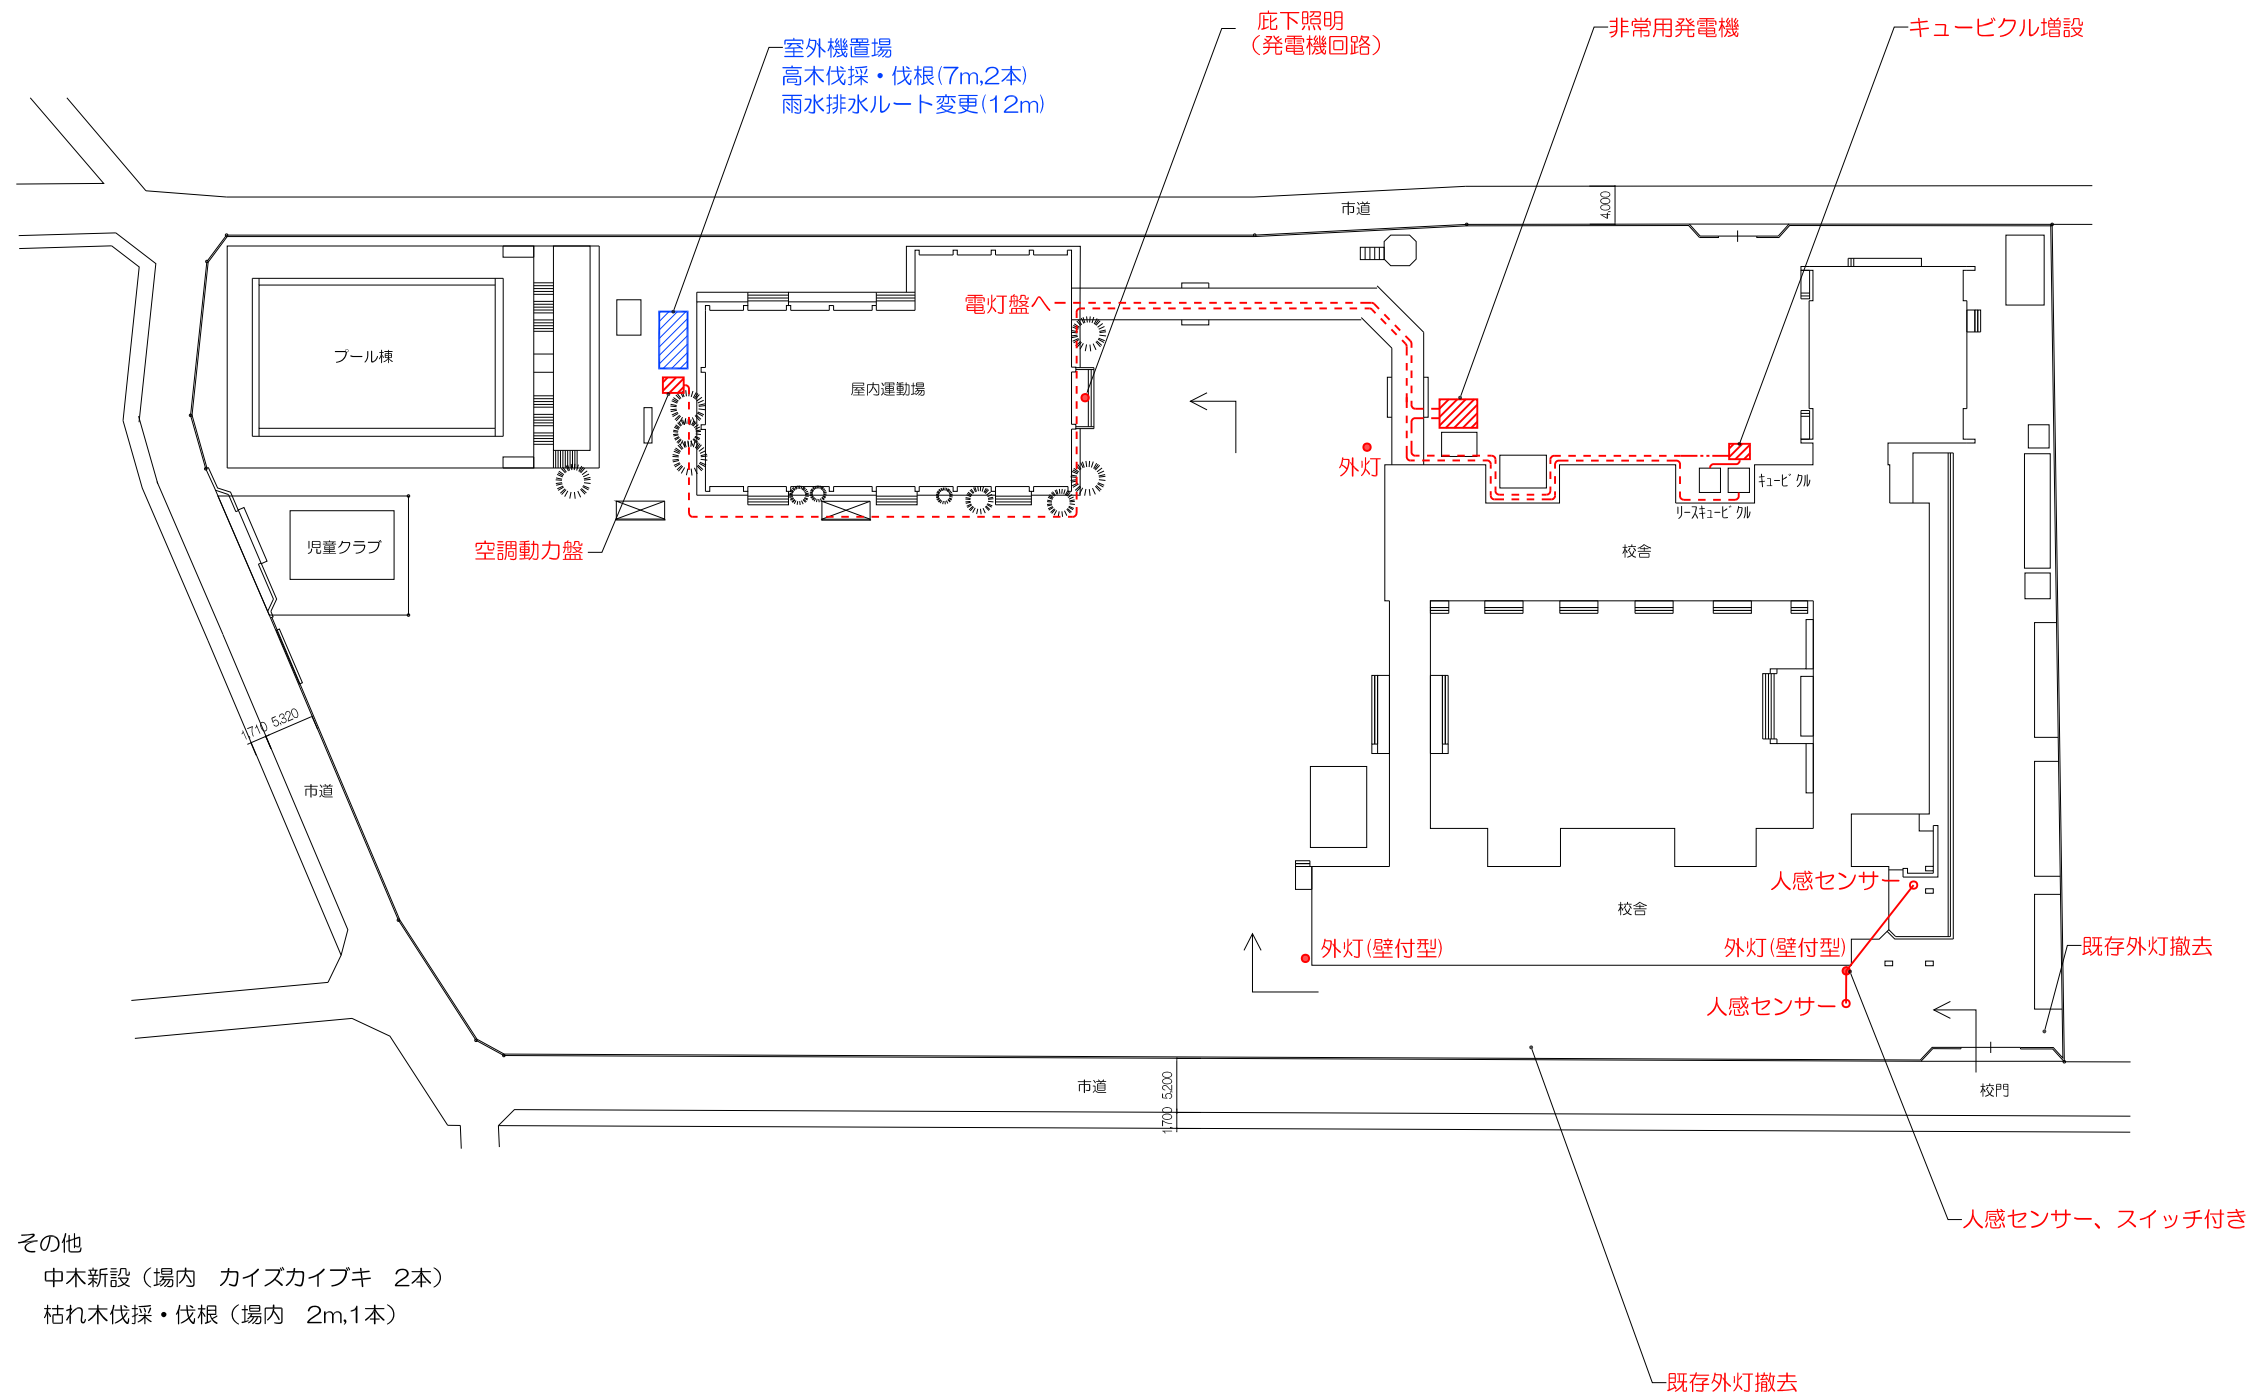 庇下照明
（発電機回路）
非常用発電機
キュービクル増設
室外機置場
高木伐採・伐根(7m,2本)
雨水排水ルート変更(12m)
市道
4.000
電灯盤へ
プール棟
屋内運動場
外灯
ｷｭｰﾋﾞｸﾙ
ﾘｰｽｷｭｰﾋﾞｸﾙ
空調動力盤
児童クラブ
校舎
1.710 5.320
市道
人感センサー
校舎
外灯(壁付型)
外灯(壁付型)
既存外灯撤去
人感センサー
市道
1.700 5.200
校門
人感センサー、スイッチ付き
その他
中木新設（場内　カイズカイブキ　2本）
枯れ木伐採・伐根（場内　2m,1本）
既存外灯撤去